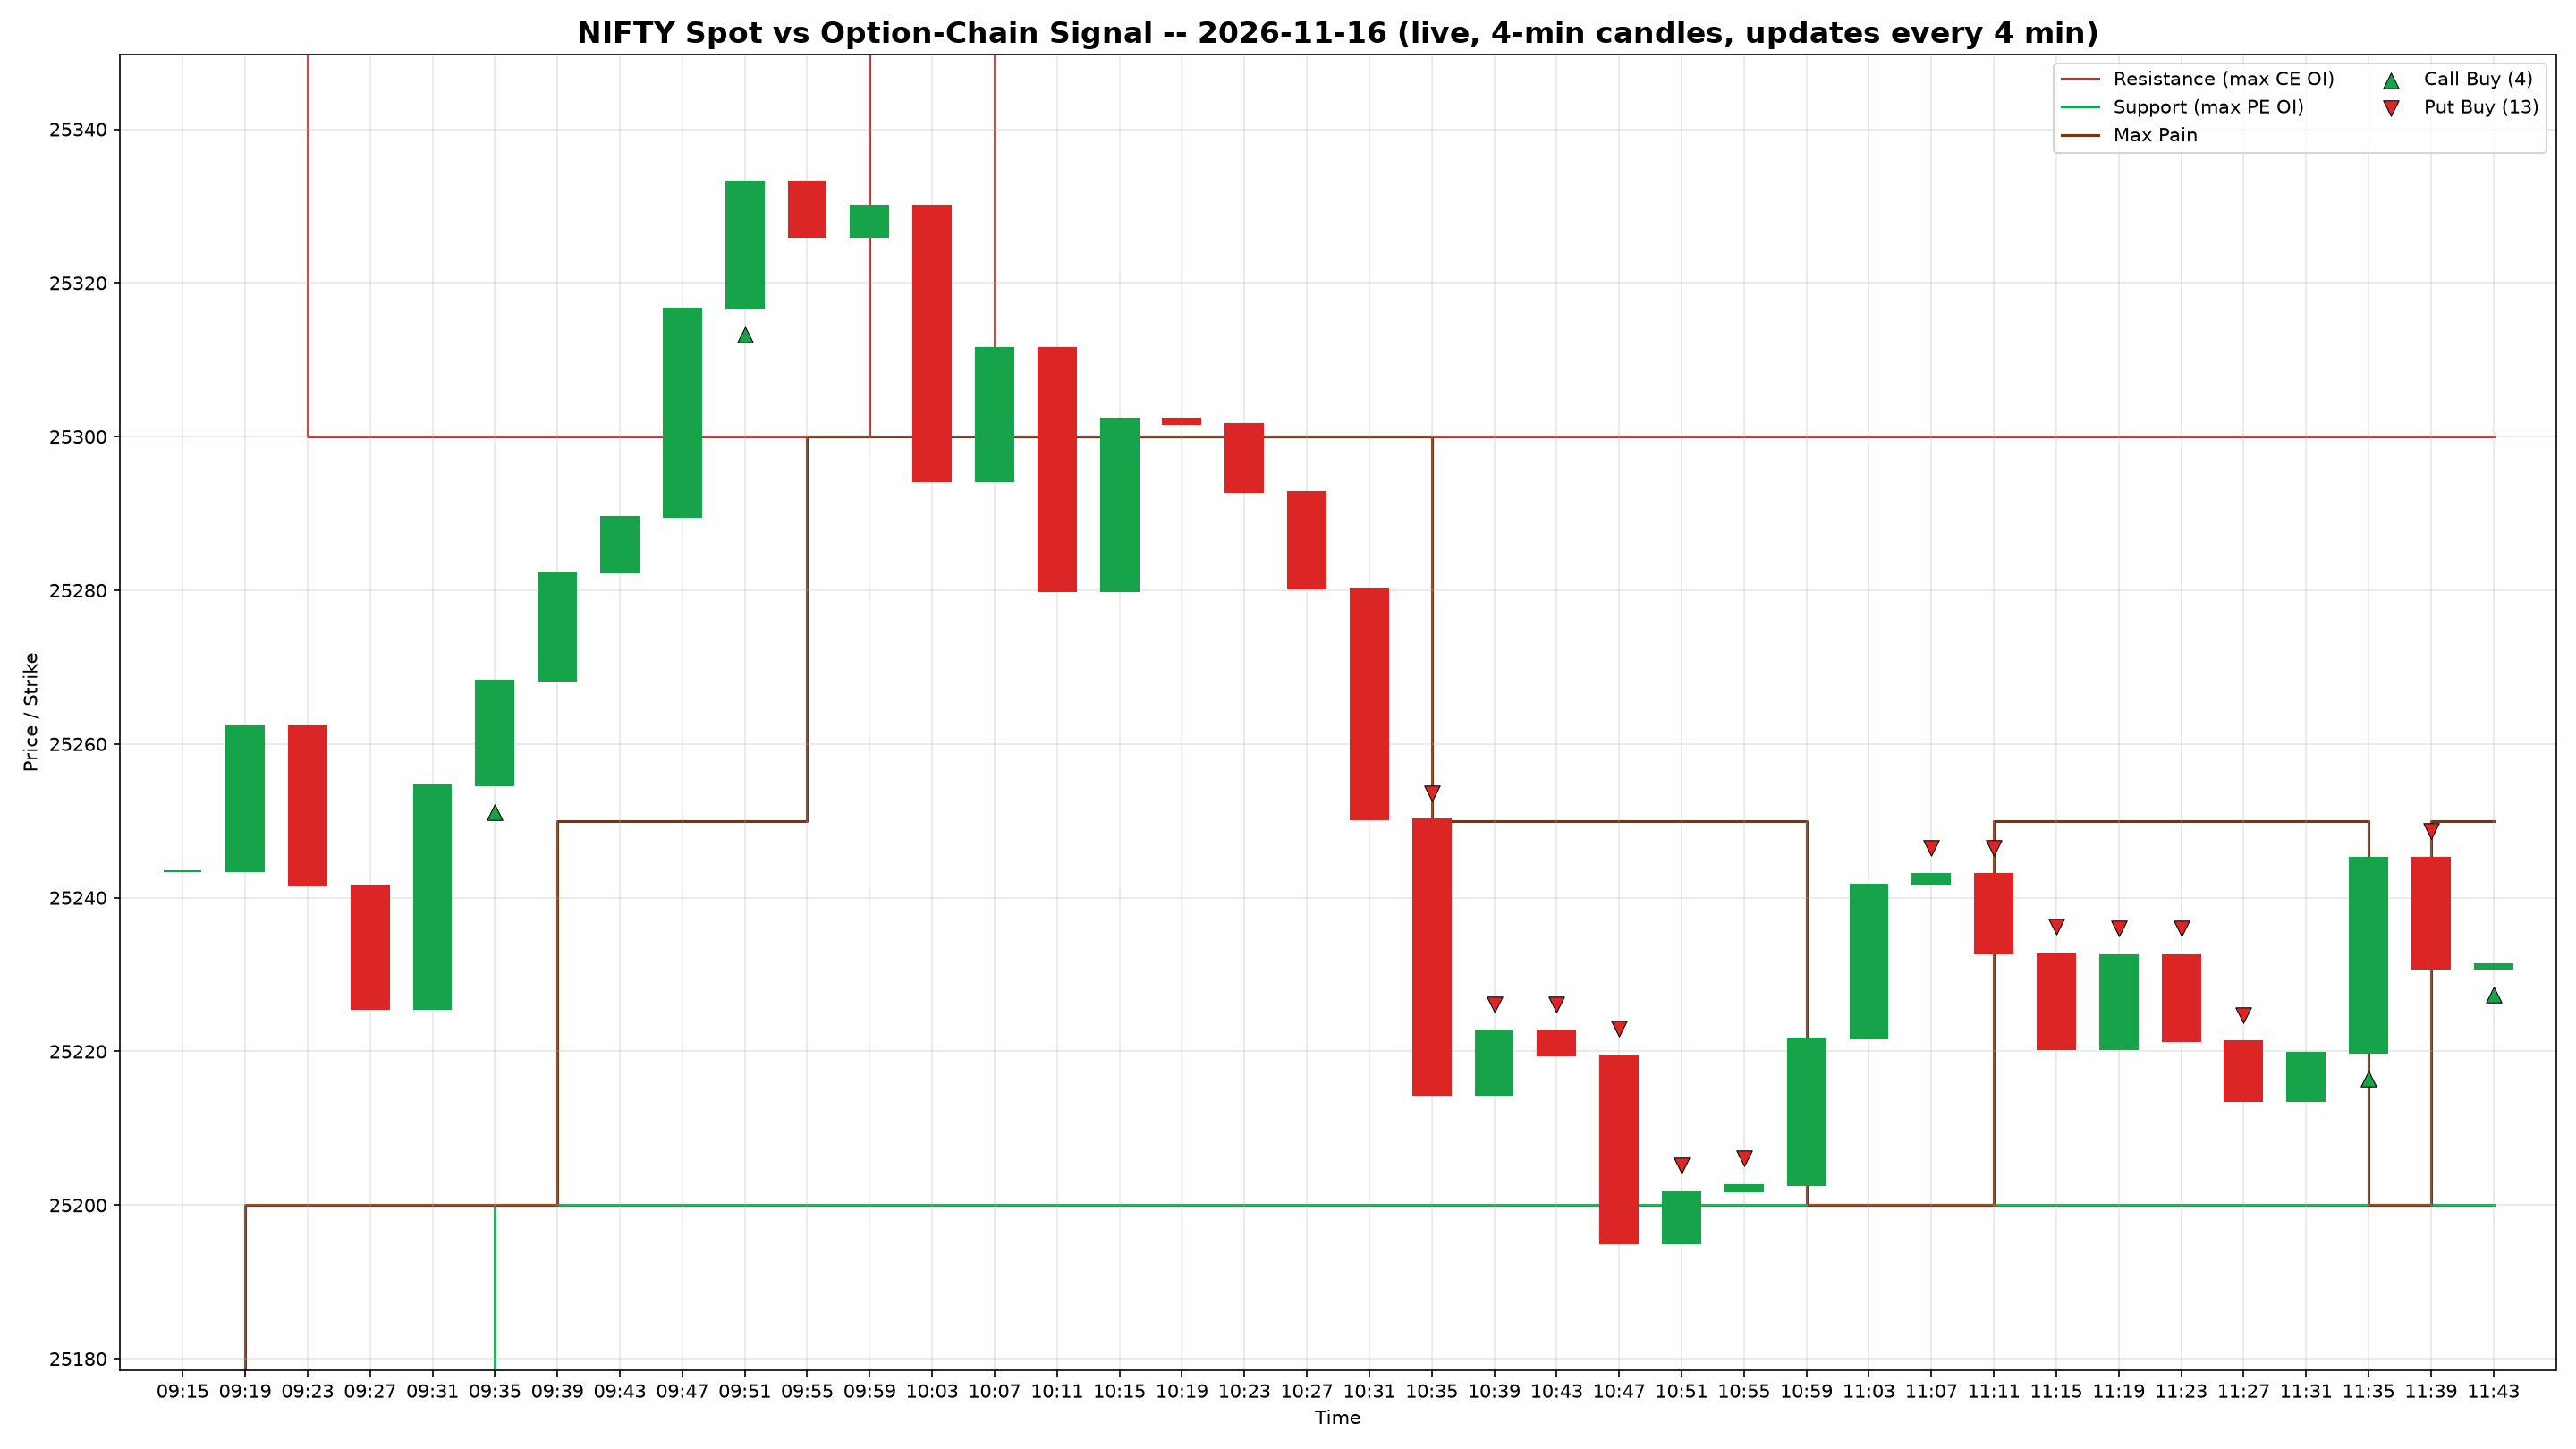 NIFTY Spot vs Option-Chain Signal -- 2026-11-16 (live, 4-min candles, updates every 4 min)
Resistance (max CE OI)
Support (max PE OI)
Max Pain
Call Buy (4)
Put Buy (13)
Price / Strike
25340
25320
25300
25280
25260
25240
25220
25200
25180
09:15 09:19 09:23 09:27 09:31 09:35 09:39 09:43 09:47 09:51 09:55 09:59 10:03 10:07 10:11 10:15 10:19 10:23 10:27 10:31 10:35 10:39 10:43 10:47 10:51 10:55 10:59 11:03 11:07 11:11 11:15 11:19 11:23 11:27 11:31 11:35 11:39 11:43
Time